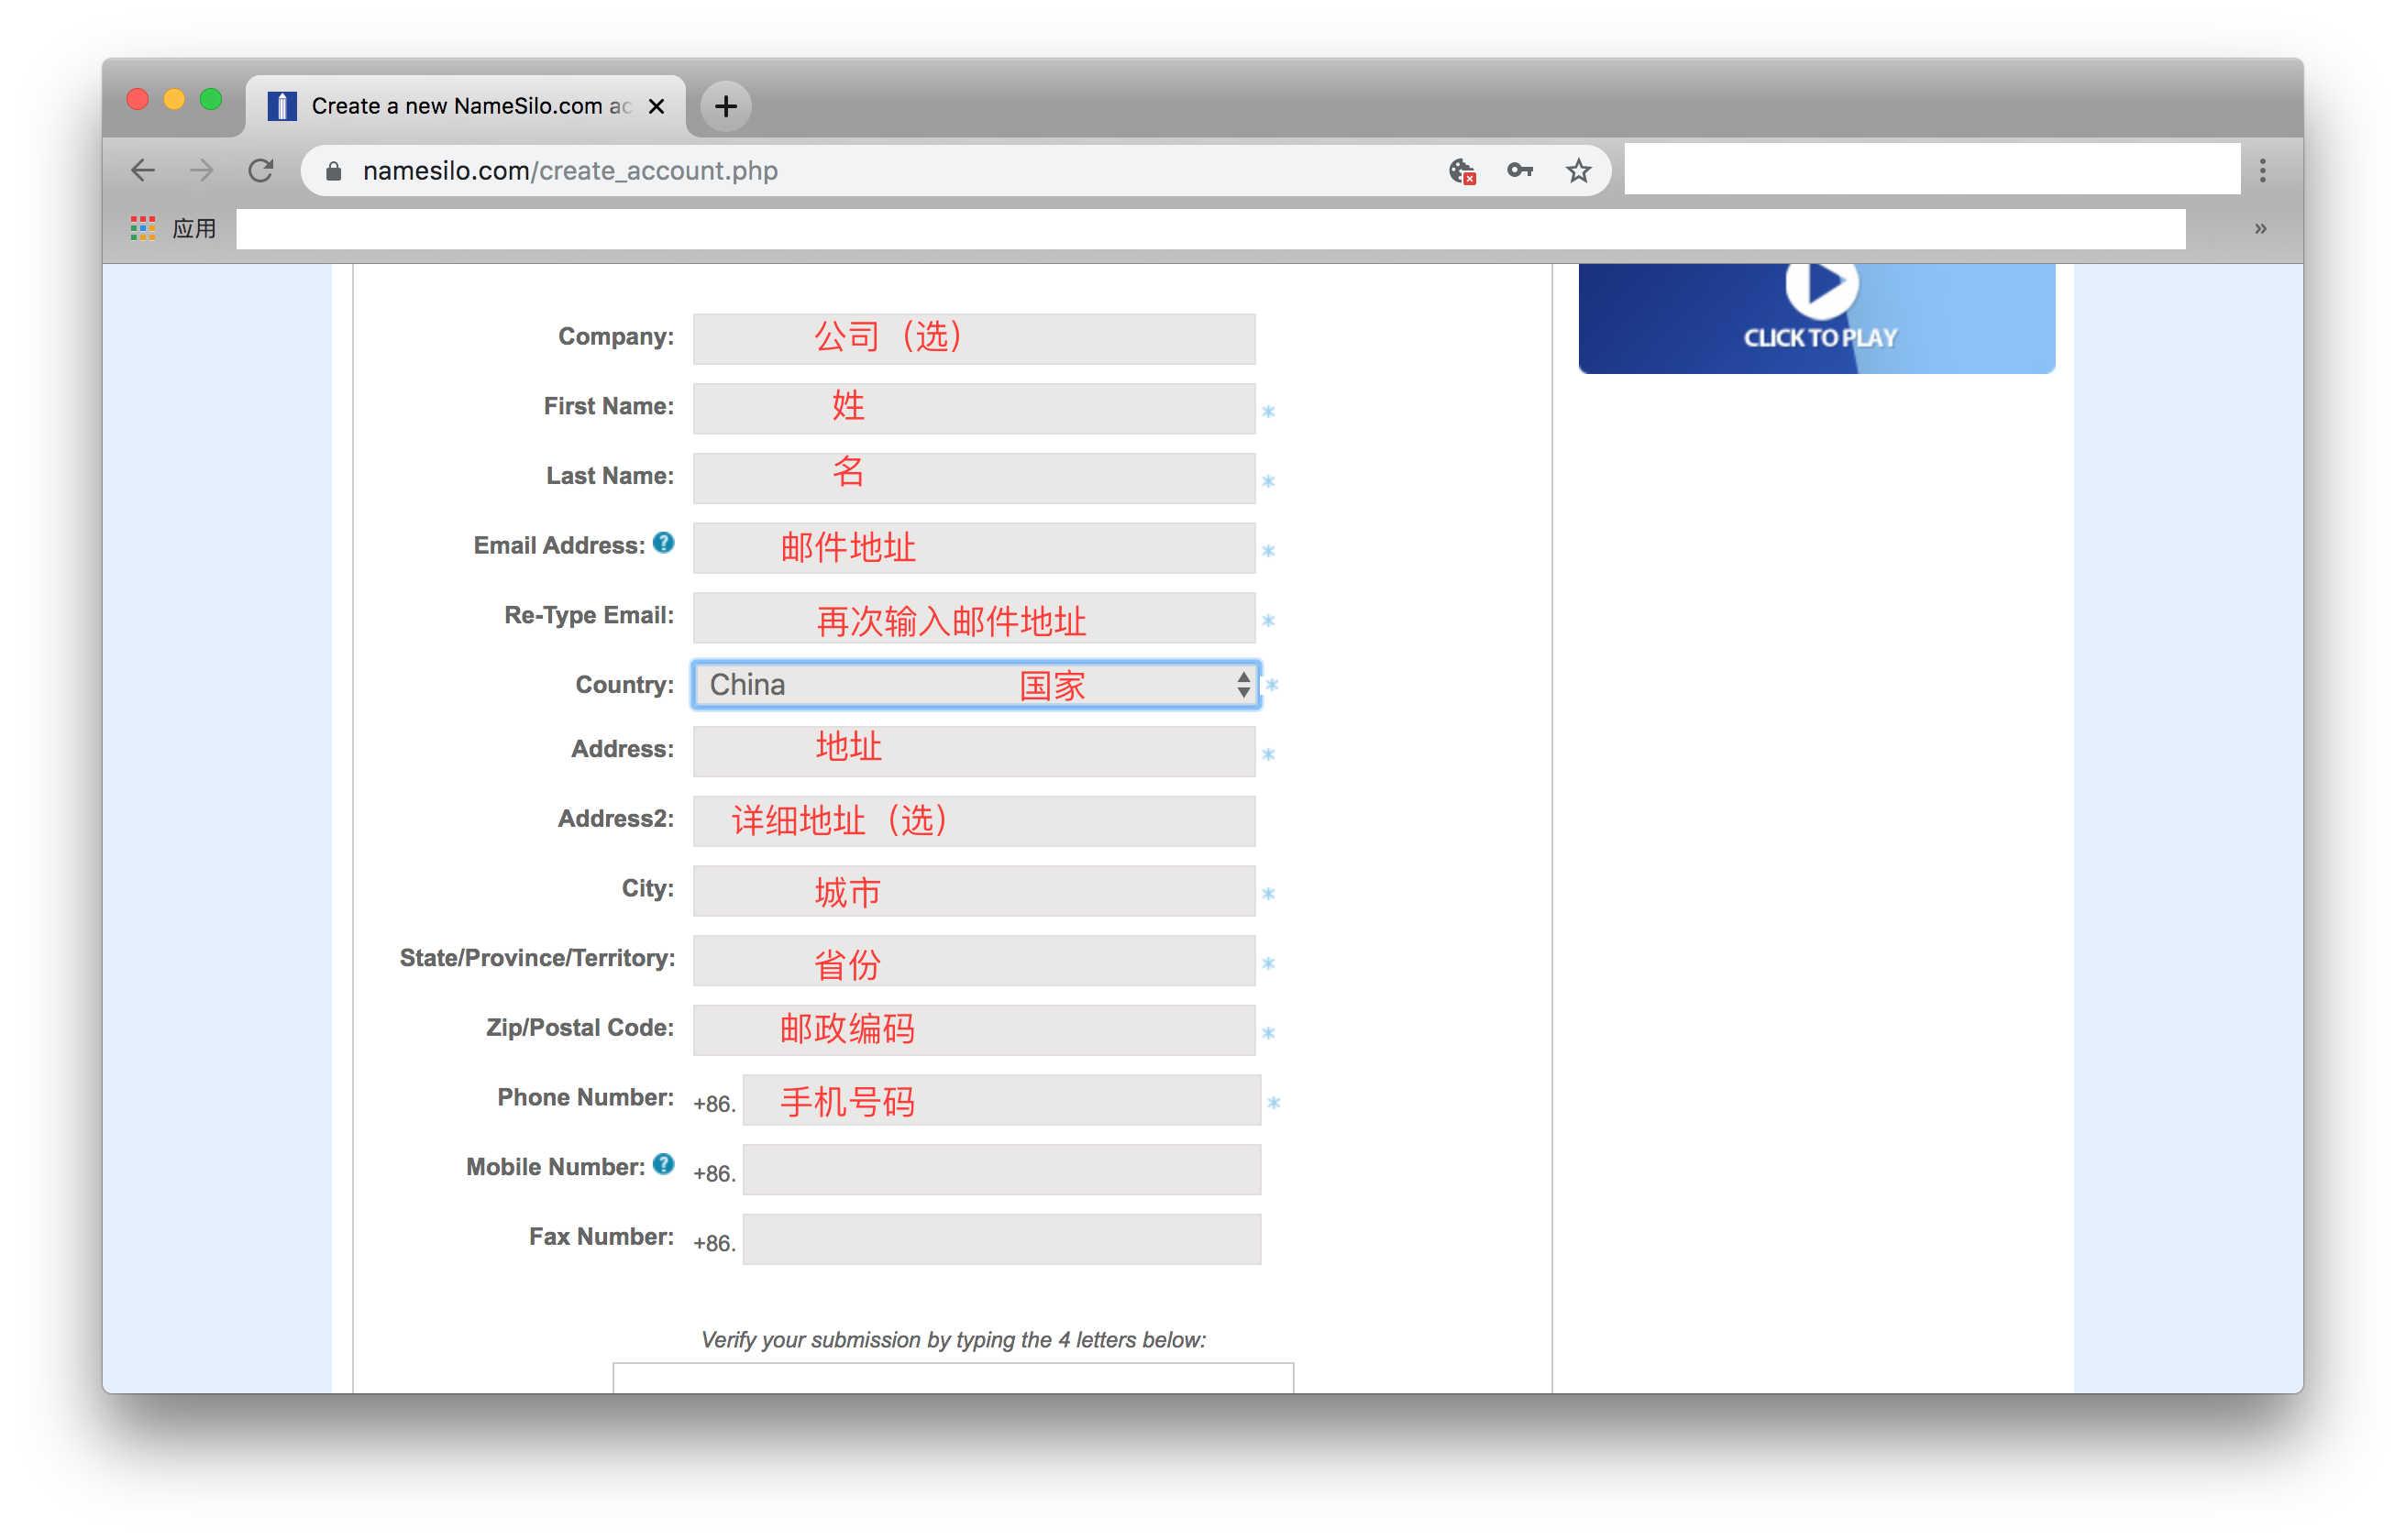 Create a new NameSilo.com ac
namesilo.com/create_account.php
应用
»
CLICK TO PLAY
Company: 公司（选）
First Name: 姓 *
Last Name: 名 *
Email Address: ? 邮件地址 *
Re-Type Email: 再次输入邮件地址 *
Country: China 国家 *
Address: 地址 *
Address2: 详细地址（选）
City: 城市 *
State/Province/Territory: 省份 *
Zip/Postal Code: 邮政编码 *
Phone Number: +86. 手机号码 *
Mobile Number: ? +86.
Fax Number: +86.
Verify your submission by typing the 4 letters below: